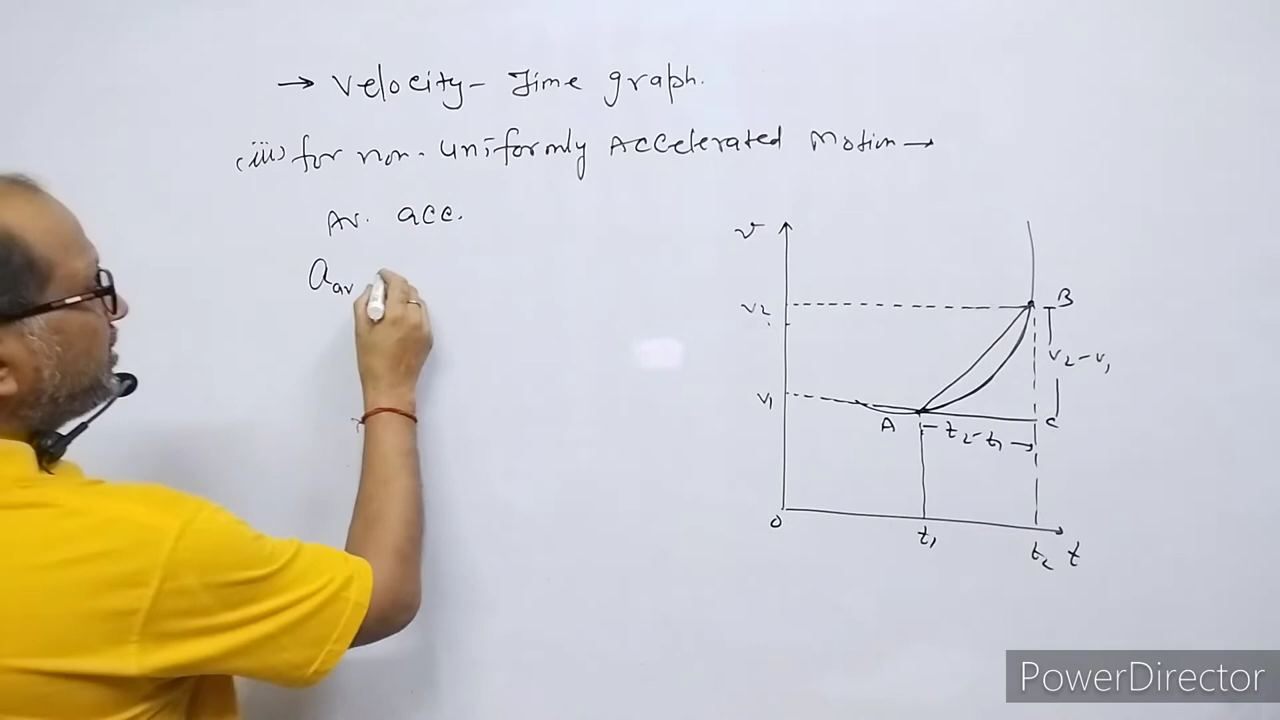 → Velocity - Time graph.
(iii) for non-uniformly Accelerated Motion →
Av. acc.
a_av
v
v2
B
v2-v1
v1
A
t2-t1
C
O
t1
t2
t
PowerDirector